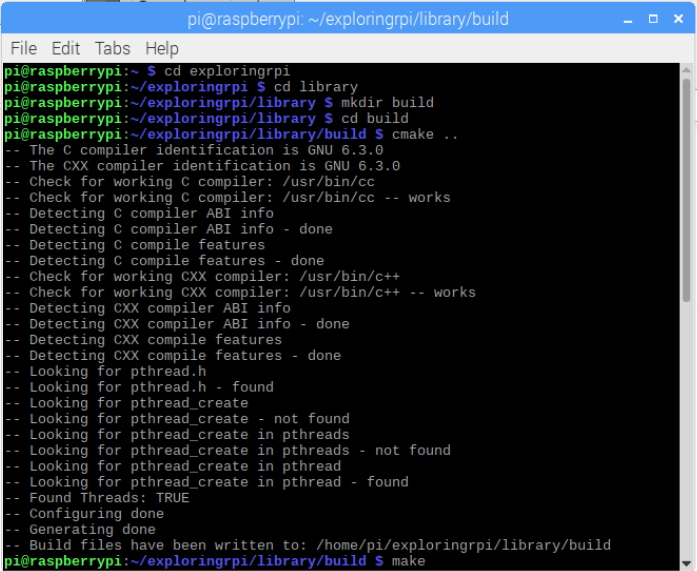 pi@raspberrypi: ~/exploringrpi/library/build
File Edit Tabs Help
pi@raspberrypi:~ $ cd exploringrpi
pi@raspberrypi:~/exploringrpi $ cd library
pi@raspberrypi:~/exploringrpi/library $ mkdir build
pi@raspberrypi:~/exploringrpi/library $ cd build
pi@raspberrypi:~/exploringrpi/library/build $ cmake ..
-- The C compiler identification is GNU 6.3.0
-- The CXX compiler identification is GNU 6.3.0
-- Check for working C compiler: /usr/bin/cc
-- Check for working C compiler: /usr/bin/cc -- works
-- Detecting C compiler ABI info
-- Detecting C compiler ABI info - done
-- Detecting C compile features
-- Detecting C compile features - done
-- Check for working CXX compiler: /usr/bin/c++
-- Check for working CXX compiler: /usr/bin/c++ -- works
-- Detecting CXX compiler ABI info
-- Detecting CXX compiler ABI info - done
-- Detecting CXX compile features
-- Detecting CXX compile features - done
-- Looking for pthread.h
-- Looking for pthread.h - found
-- Looking for pthread_create
-- Looking for pthread_create - not found
-- Looking for pthread_create in pthreads
-- Looking for pthread_create in pthreads - not found
-- Looking for pthread_create in pthread
-- Looking for pthread_create in pthread - found
-- Found Threads: TRUE
-- Configuring done
-- Generating done
-- Build files have been written to: /home/pi/exploringrpi/library/build
pi@raspberrypi:~/exploringrpi/library/build $ make